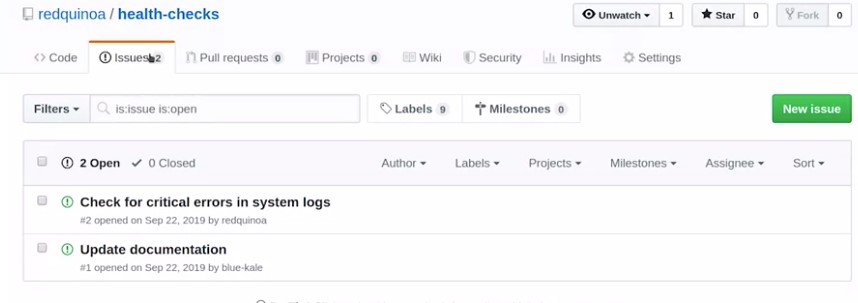 redquinoa / health-checks
Unwatch 1 Star 0 Fork 0
Code Issues 2 Pull requests 0 Projects 0 Wiki Security Insights Settings
Filters is:issue is:open Labels 9 Milestones 0 New issue
2 Open 0 Closed Author Labels Projects Milestones Assignee Sort
Check for critical errors in system logs
#2 opened on Sep 22, 2019 by redquinoa
Update documentation
#1 opened on Sep 22, 2019 by blue-kale